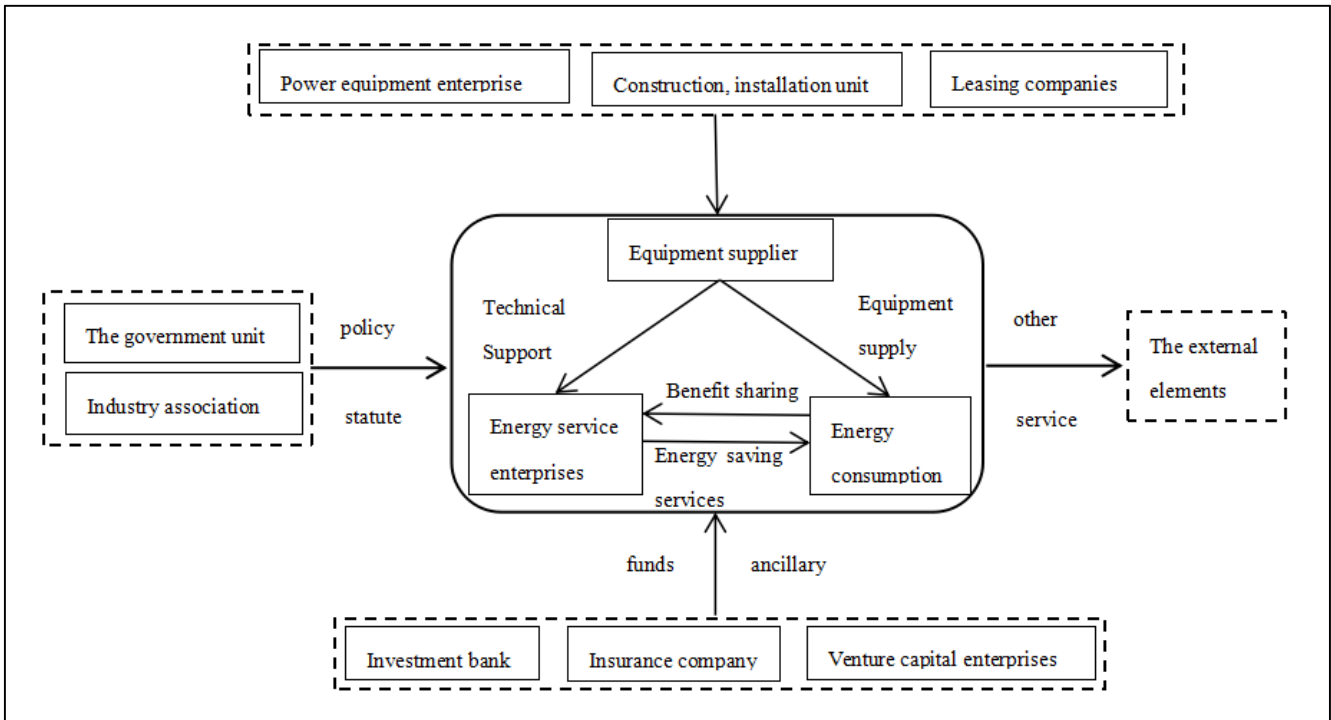 Power equipment enterprise
Construction, installation unit
Leasing companies
Equipment supplier
Technical
Support
Equipment
supply
The government unit
Industry association
policy
statute
other
service
The external
elements
Benefit sharing
Energy service
enterprises
Energy saving
services
Energy
consumption
funds
ancillary
Investment bank
Insurance company
Venture capital enterprises